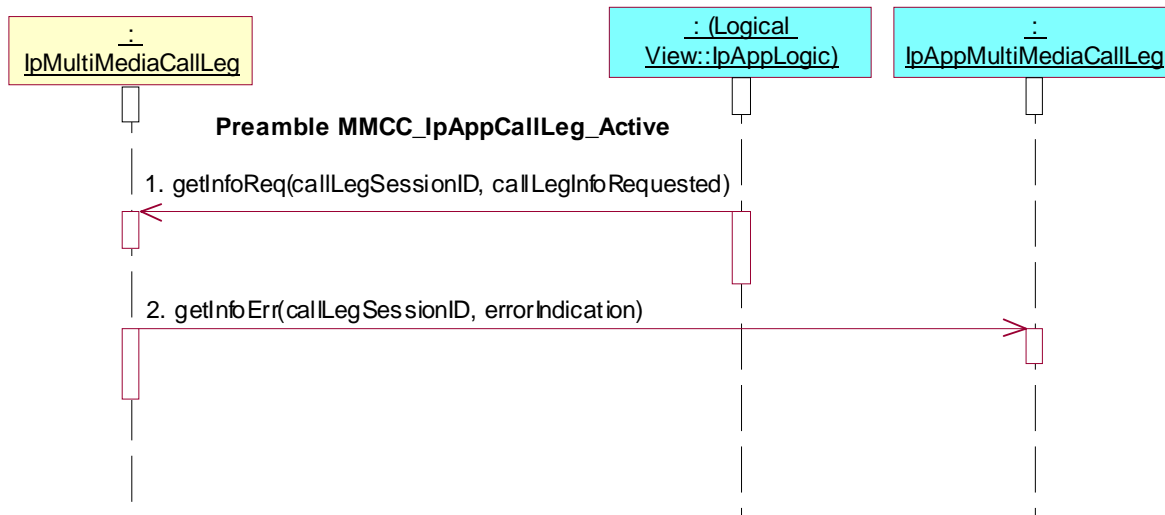 :
IpMultiMediaCallLeg
: (Logical
View::IpAppLogic)
:
IpAppMultiMediaCallLeg
Preamble MMCC_IpAppCallLeg_Active
1. getInfoReq(callLegSessionID, callLegInfoRequested)
2. getInfoErr(callLegSessionID, errorIndication)